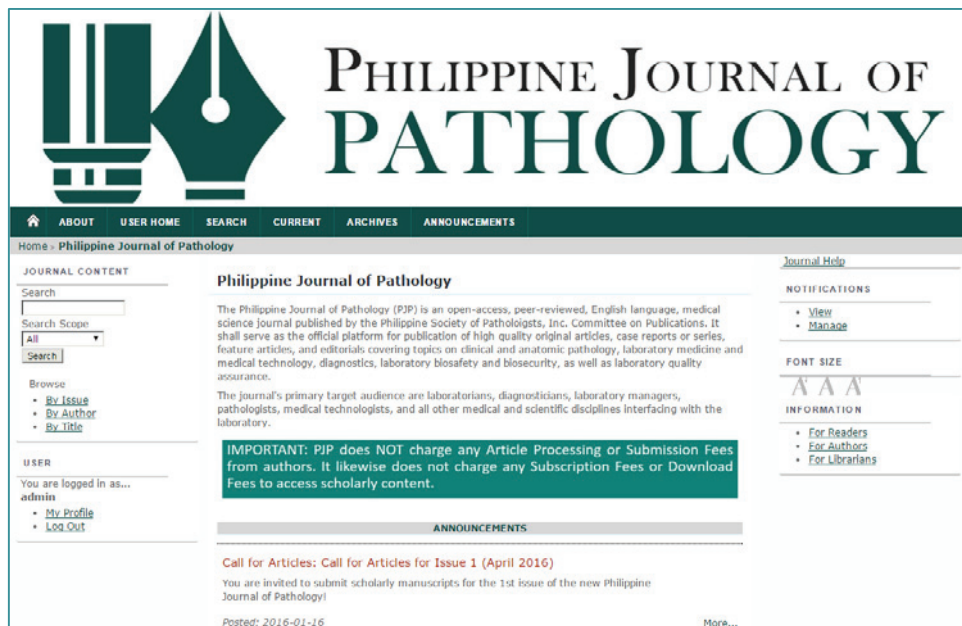 PHILIPPINE JOURNAL OF
PATHOLOGY
ABOUT USER HOME SEARCH CURRENT ARCHIVES ANNOUNCEMENTS
Home » Philippine Journal of Pathology
JOURNAL CONTENT
Search
Search Scope
All
Search
Browse
• By Issue
• By Author
• By Title
USER
You are logged in as...
admin
• My Profile
• Log Out
Philippine Journal of Pathology
The Philippine Journal of Pathology (PJP) is an open-access, peer-reviewed, English language, medical
science journal published by the Philippine Society of Pathologists, Inc. Committee on Publications. It
shall serve as the official platform for publication of high quality original articles, case reports or series,
feature articles, and editorials covering topics on clinical and anatomic pathology, laboratory medicine and
medical technology, diagnostics, laboratory biosafety and biosecurity, as well as laboratory quality
assurance.
The journal's primary target audience are laboratorians, diagnosticians, laboratory managers,
pathologists, medical technologists, and all other medical and scientific disciplines interfacing with the
laboratory.
IMPORTANT: PJP does NOT charge any Article Processing or Submission Fees
from authors. It likewise does not charge any Subscription Fees or Download
Fees to access scholarly content.
ANNOUNCEMENTS
Call for Articles: Call for Articles for Issue 1 (April 2016)
You are invited to submit scholarly manuscripts for the 1st issue of the new Philippine
Journal of Pathology!
Posted: 2016-01-16 More...
Journal Help
NOTIFICATIONS
• View
• Manage
FONT SIZE
A A A
INFORMATION
• For Readers
• For Authors
• For Librarians